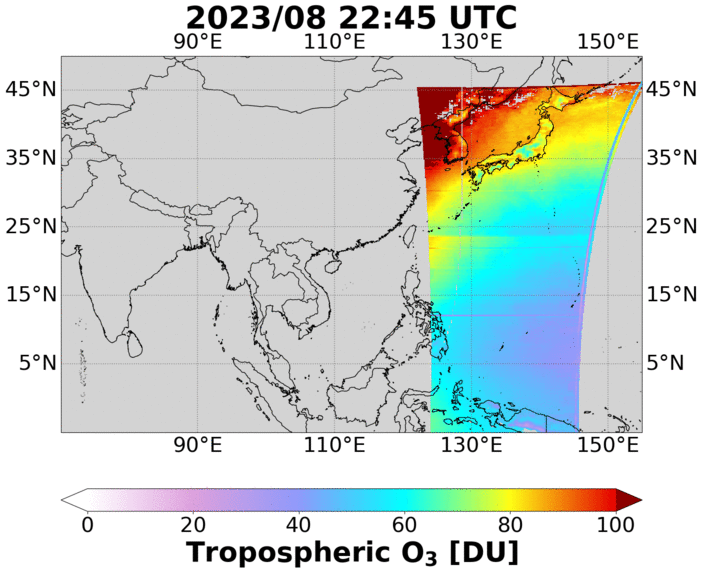 2023/08 22:45 UTC
90°E 110°E 130°E 150°E
45°N 45°N
35°N 35°N
25°N 25°N
15°N 15°N
5°N 5°N
90°E 110°E 130°E 150°E
0 20 40 60 80 100
Tropospheric O₃ [DU]